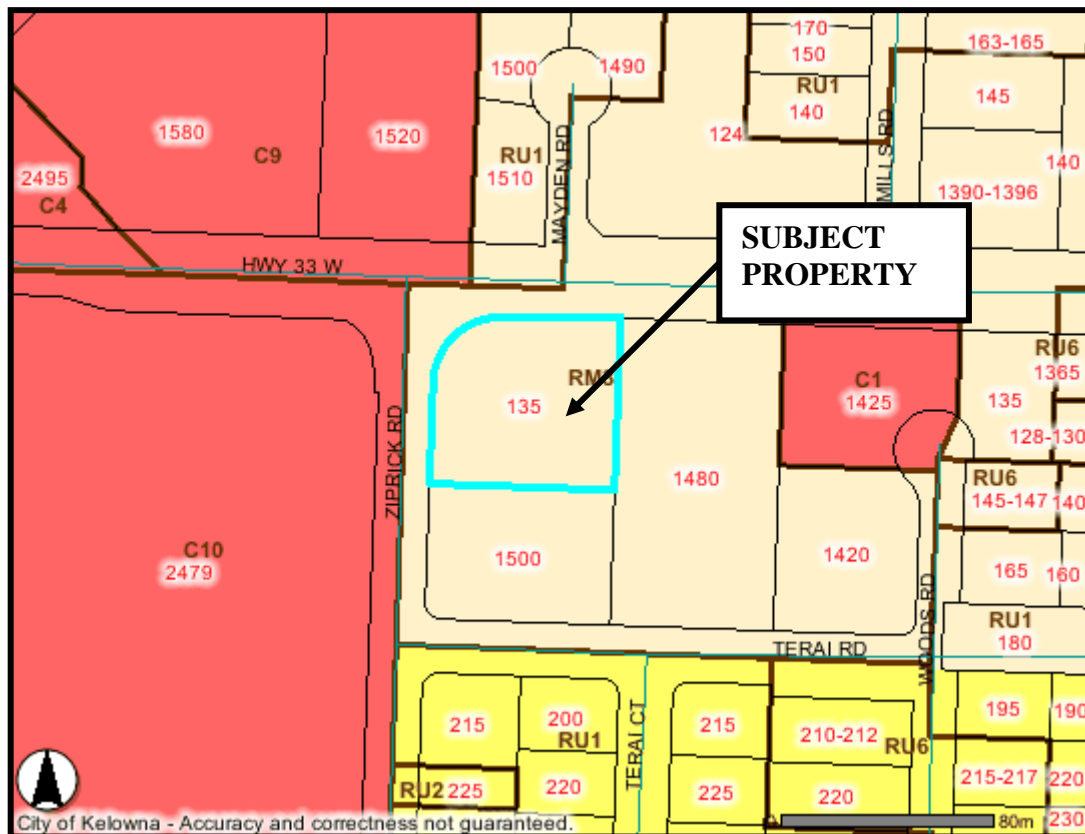 170
163-165
1500
1490
150
RU1
145
140
1580
1520
C9
124
RU1
1510
140
2495
C4
MAYDEN RD
MILLS RD
1390-1396
SUBJECT
PROPERTY
HWY 33 W
RU6
1365
135
RM3
C1
1425
135
128-130
ZIPRICK RD
1480
RU6
145-147
140
C10
2479
1500
1420
165
160
WOODS RD
RU1
180
TERAI RD
215
200
RU1
TERAI CT
215
210-212
RU6
195
190
RU2
225
220
225
220
215-217
220
230
City of Kelowna - Accuracy and correctness not guaranteed.
80m